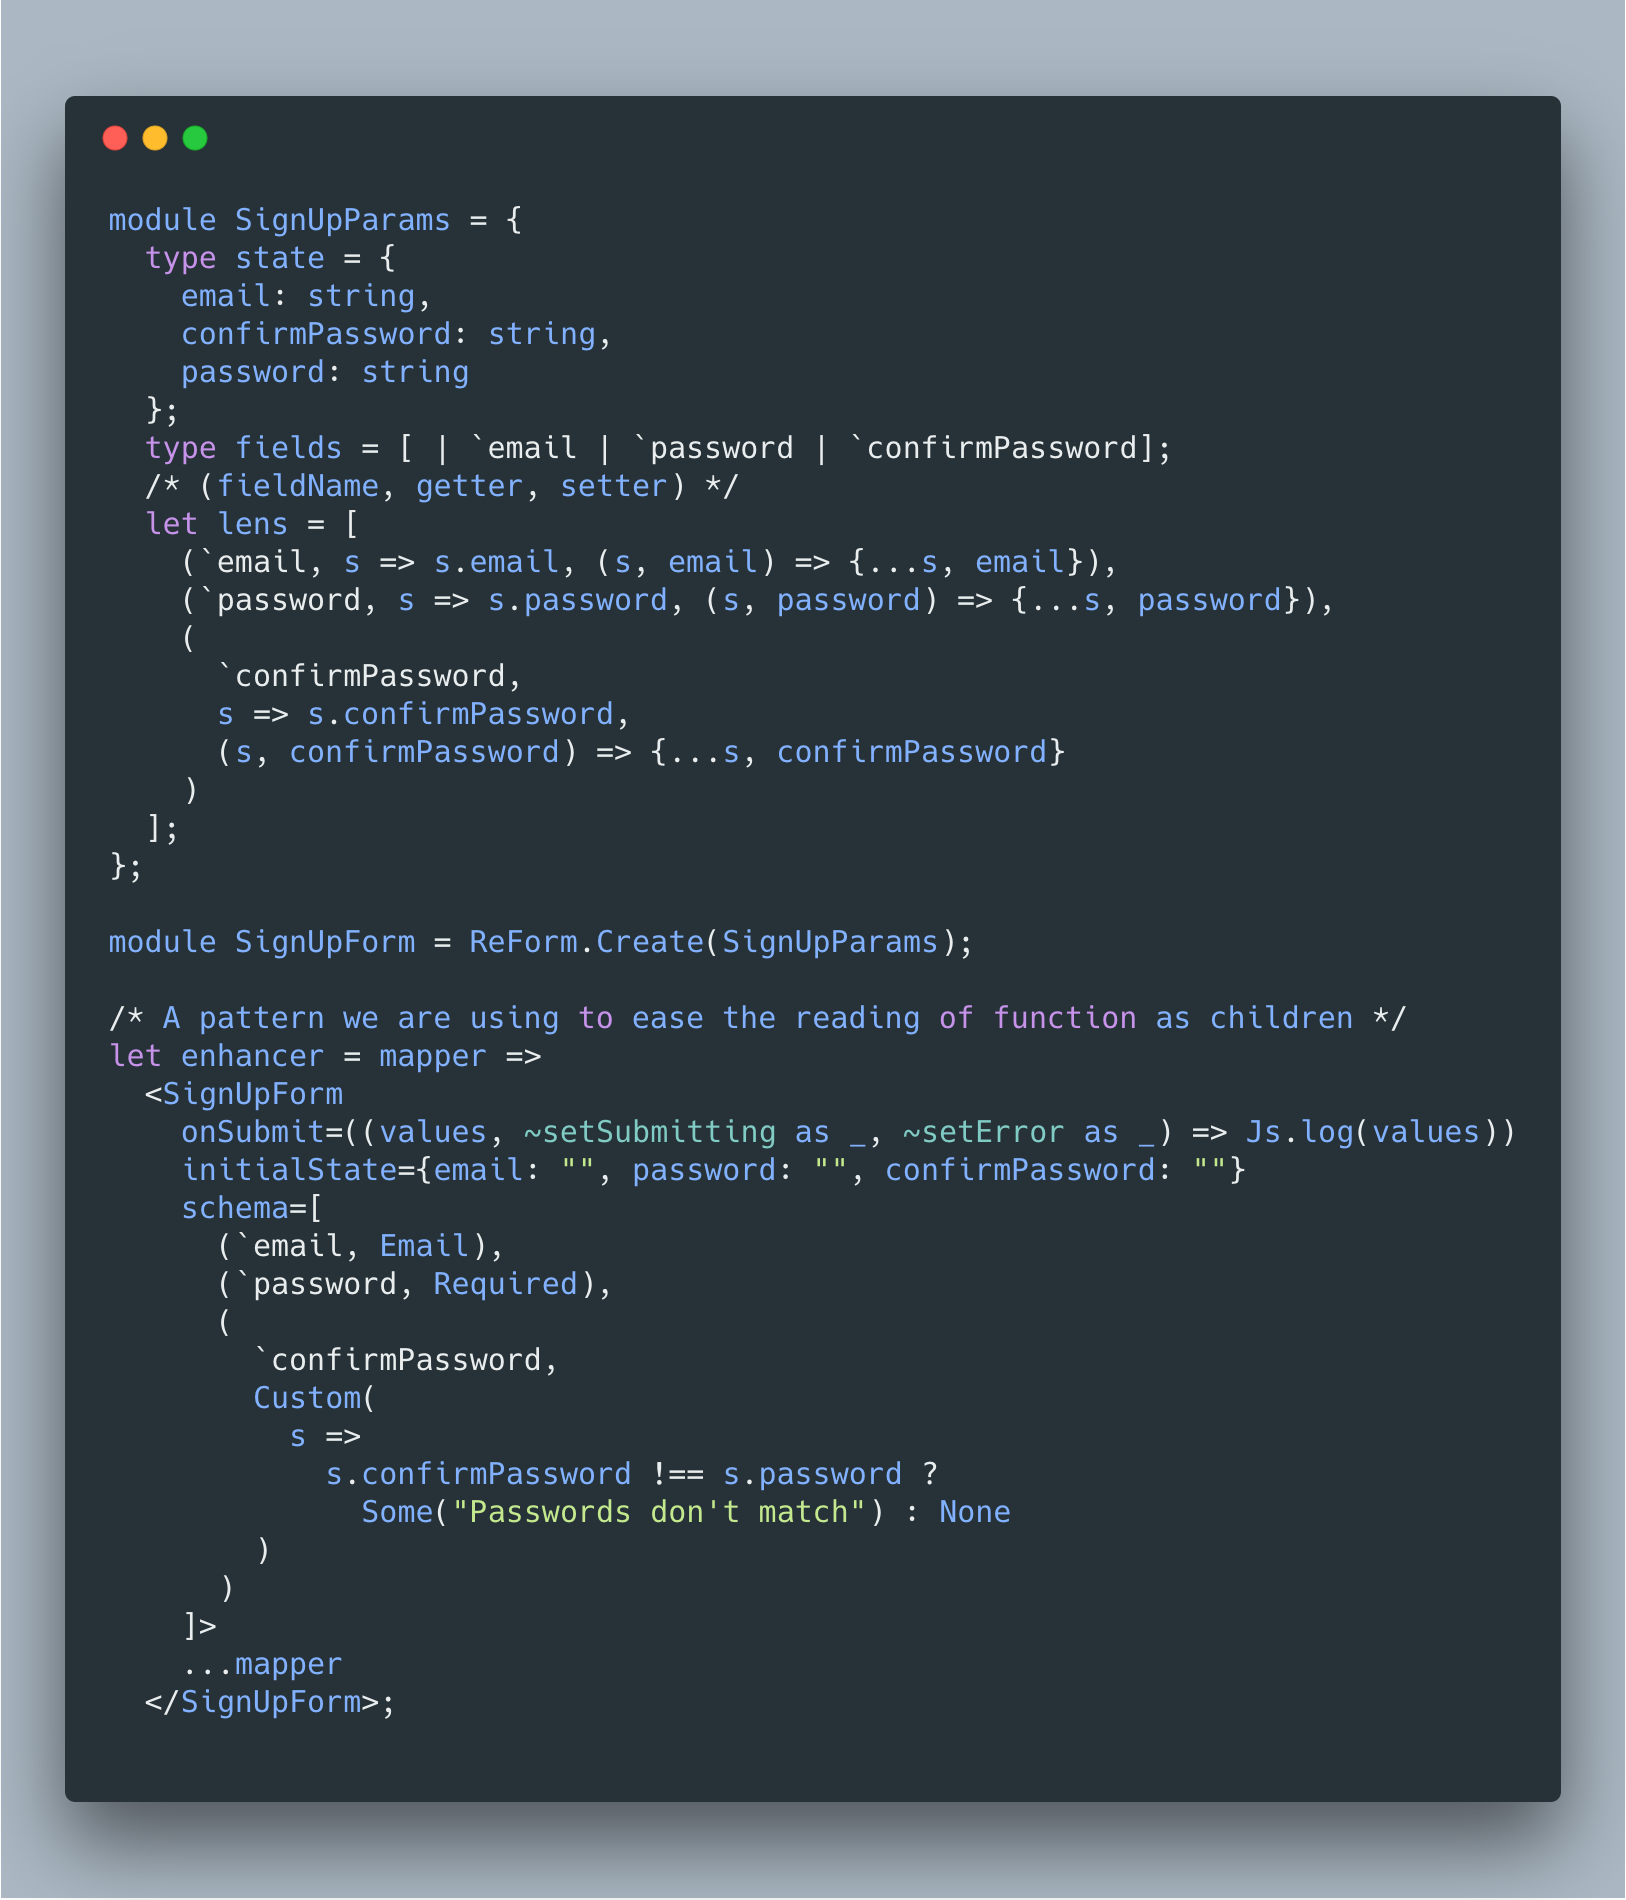 module SignUpParams = {
  type state = {
    email: string,
    confirmPassword: string,
    password: string
  };
  type fields = [ | `email | `password | `confirmPassword];
  /* (fieldName, getter, setter) */
  let lens = [
    (`email, s => s.email, (s, email) => {...s, email}),
    (`password, s => s.password, (s, password) => {...s, password}),
    (
      `confirmPassword,
      s => s.confirmPassword,
      (s, confirmPassword) => {...s, confirmPassword}
    )
  ];
};

module SignUpForm = ReForm.Create(SignUpParams);

/* A pattern we are using to ease the reading of function as children */
let enhancer = mapper =>
  <SignUpForm
    onSubmit=((values, ~setSubmitting as _, ~setError as _) => Js.log(values))
    initialState={email: "", password: "", confirmPassword: ""}
    schema=[
      (`email, Email),
      (`password, Required),
      (
        `confirmPassword,
        Custom(
          s =>
            s.confirmPassword !== s.password ?
              Some("Passwords don't match") : None
        )
      )
    ]>
    ...mapper
  </SignUpForm>;